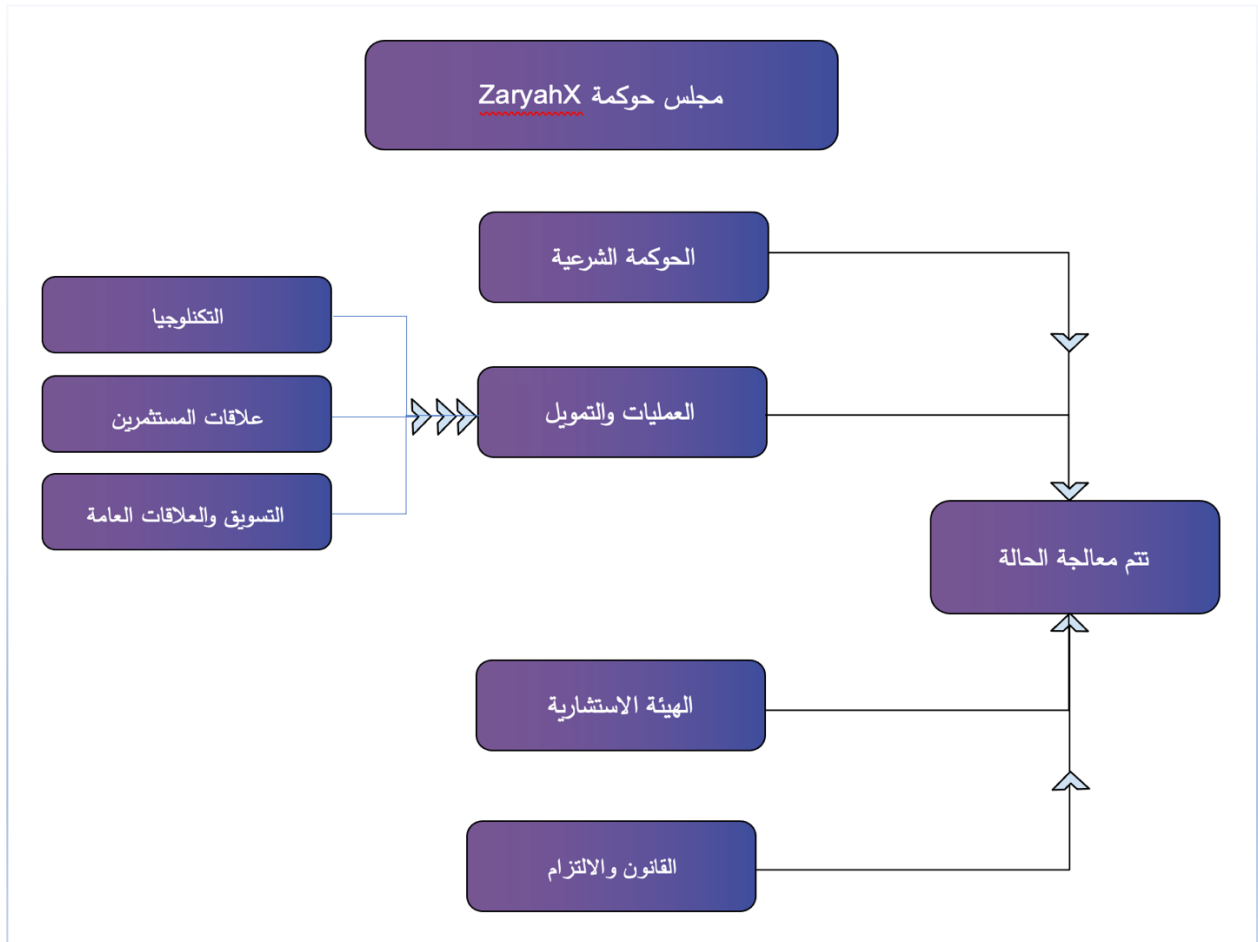 مجلس حوكمة ZaryahX
الحوكمة الشرعية
التكنلوجيا
علاقات المستثمرين
التسويق والعلاقات العامة
العمليات والتمويل
تتم معالجة الحالة
الهيئة الاستشارية
القانون والالتزام